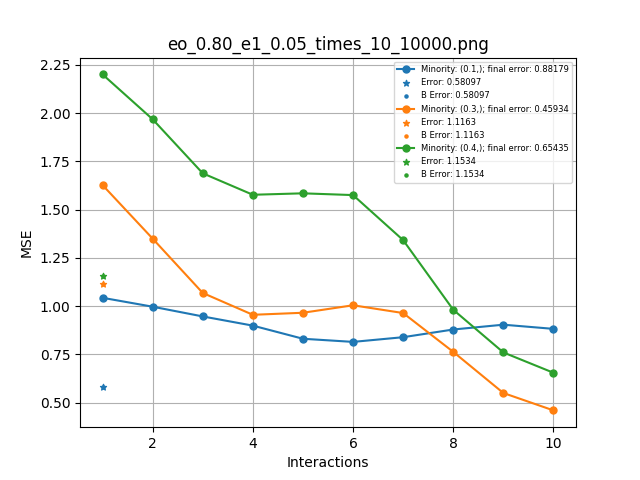 eo_0.80_e1_0.05_times_10_10000.png
2.25
2.00
1.75
1.50
1.25
1.00
0.75
0.50
MSE
Minority: (0.1,); final error: 0.88179
Error: 0.58097
B Error: 0.58097
Minority: (0.3,); final error: 0.45934
Error: 1.1163
B Error: 1.1163
Minority: (0.4,); final error: 0.65435
Error: 1.1534
B Error: 1.1534
2 4 6 8 10
Interactions